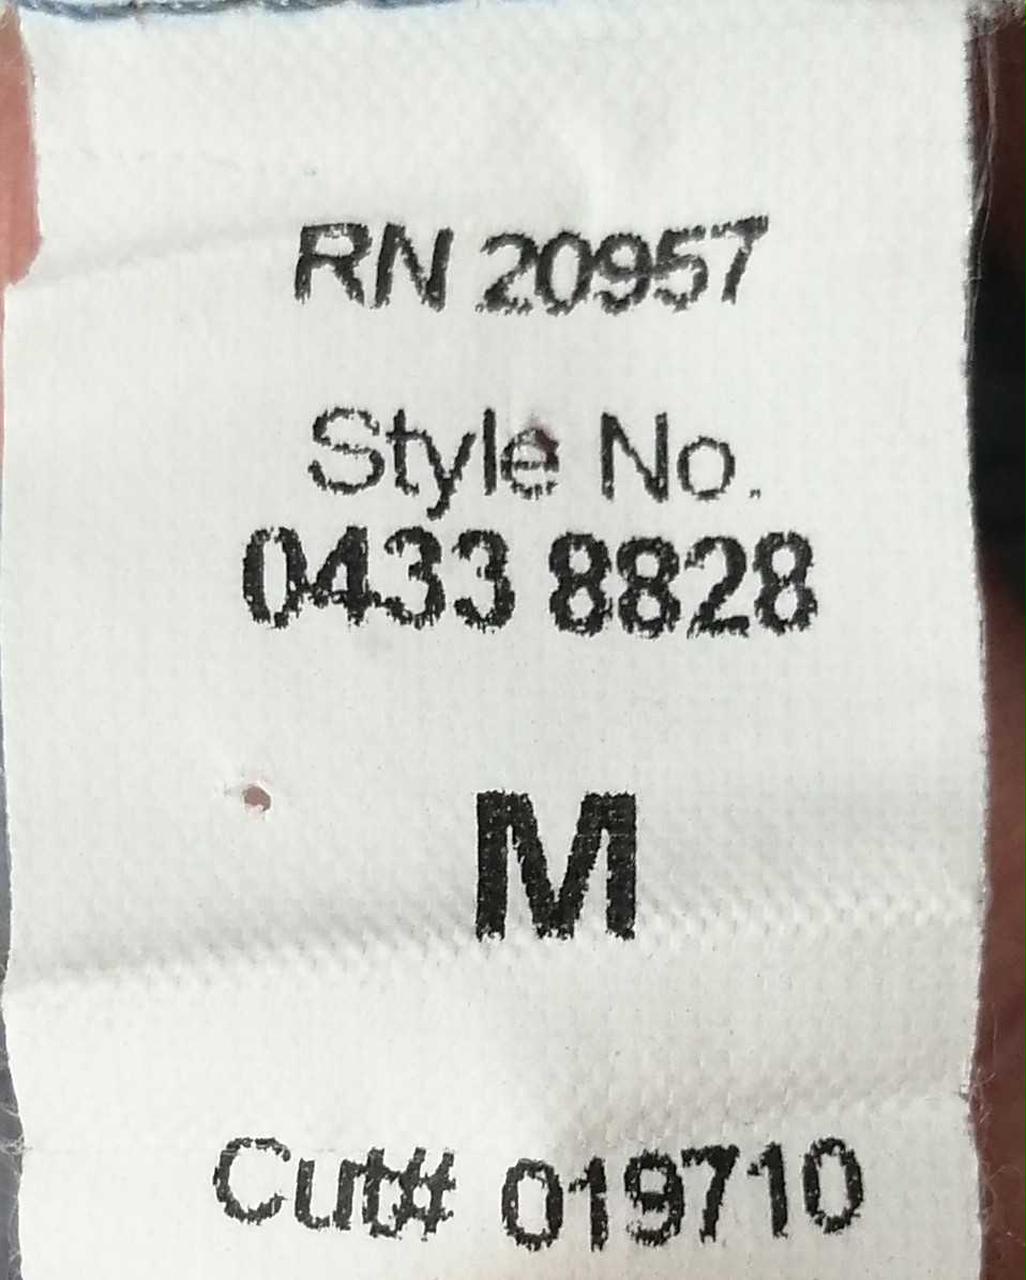 RN 20957
Style No.
0433 8828
M
Cut# 019710